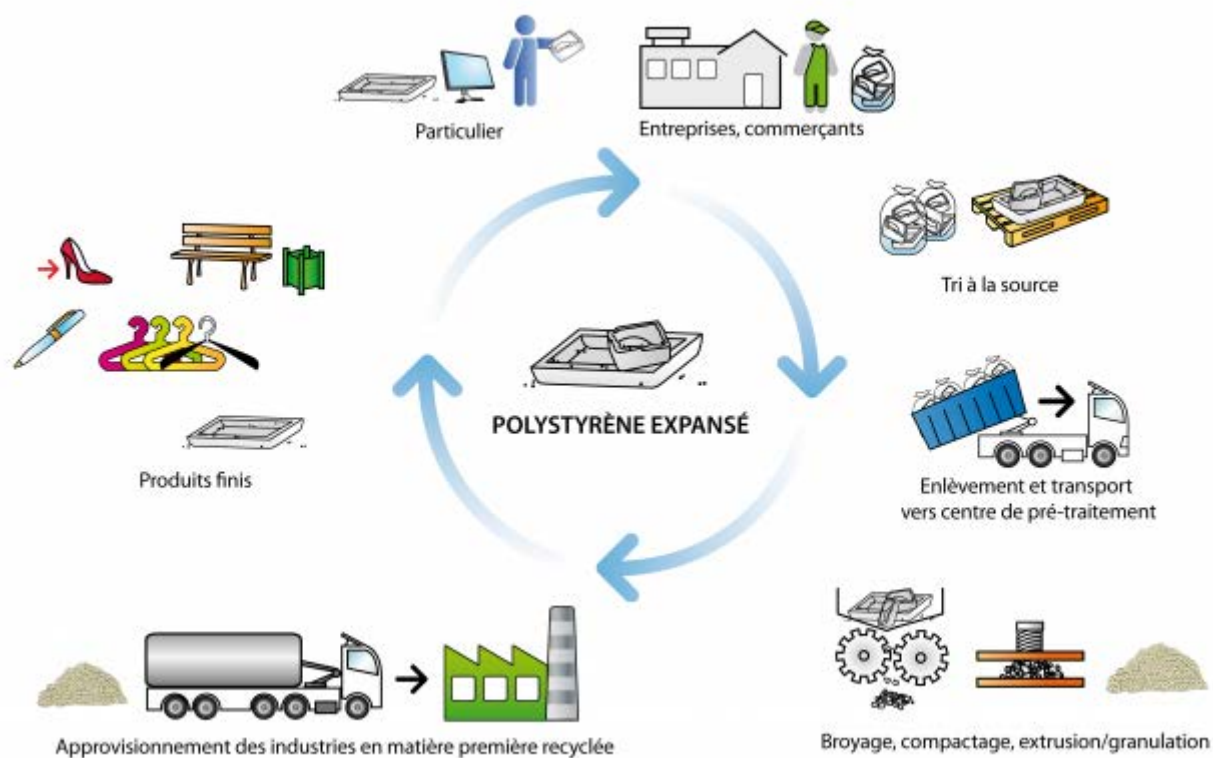 Particulier
Entreprises, commerçants
Tri à la source
POLYSTYRÈNE EXPANSÉ
Enlèvement et transport
vers centre de pré-traitement
Produits finis
Broyage, compactage, extrusion/granulation
Approvisionnement des industries en matière première recyclée